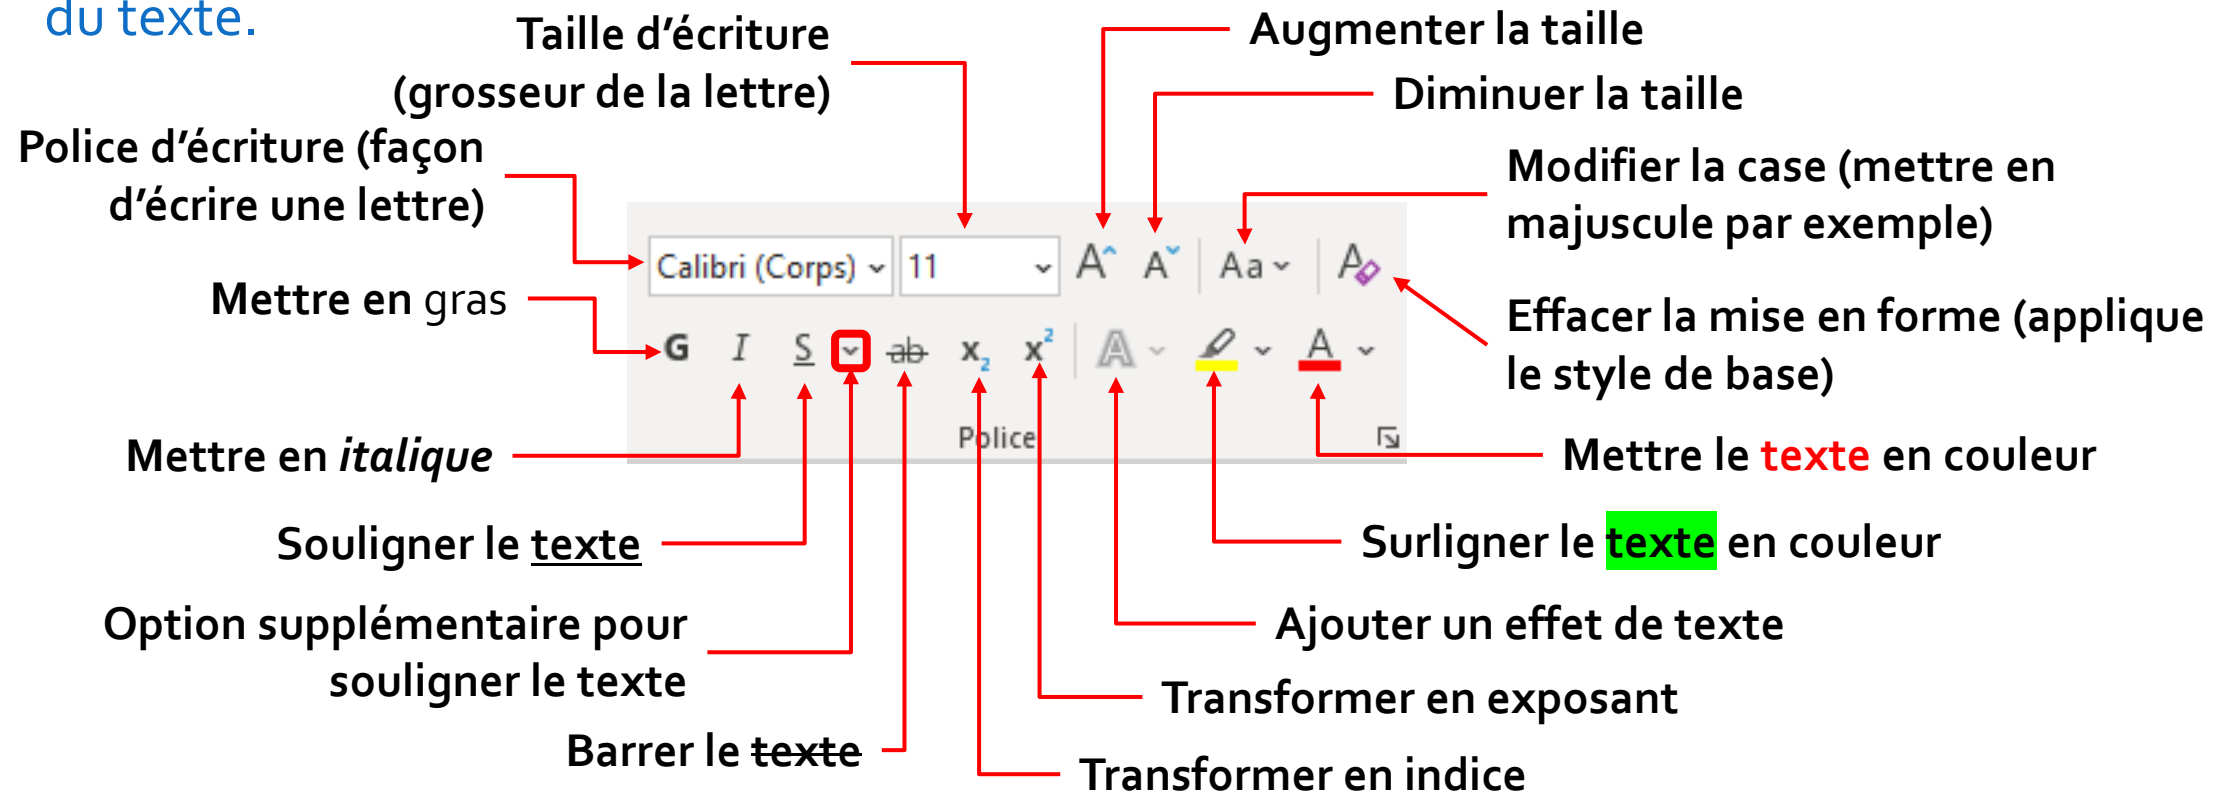 du texte.
Taille d’écriture
(grosseur de la lettre)
Augmenter la taille
Diminuer la taille
Police d’écriture (façon
d’écrire une lettre)
Modifier la case (mettre en
majuscule par exemple)
Calibri (Corps) 11 A A Aa A
Mettre en gras
Effacer la mise en forme (applique
le style de base)
G I S ab x2 x2 A A
Police
Mettre en italique
Mettre le texte en couleur
Souligner le texte
Surligner le texte en couleur
Option supplémentaire pour
souligner le texte
Ajouter un effet de texte
Transformer en exposant
Barrer le texte
Transformer en indice